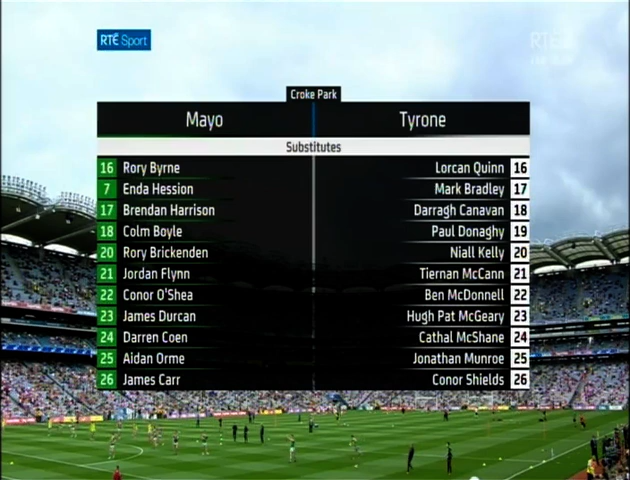 RTÉ Sport
RTÉ 2
Croke Park
Mayo Tyrone
Substitutes
16 Rory Byrne Lorcan Quinn 16
7 Enda Hession Mark Bradley 17
17 Brendan Harrison Darragh Canavan 18
18 Colm Boyle Paul Donaghy 19
20 Rory Brickenden Niall Kelly 20
21 Jordan Flynn Tiernan McCann 21
22 Conor O'Shea Ben McDonnell 22
23 James Durcan Hugh Pat McGeary 23
24 Darren Coen Cathal McShane 24
25 Aidan Orme Jonathan Munroe 25
26 James Carr Conor Shields 26